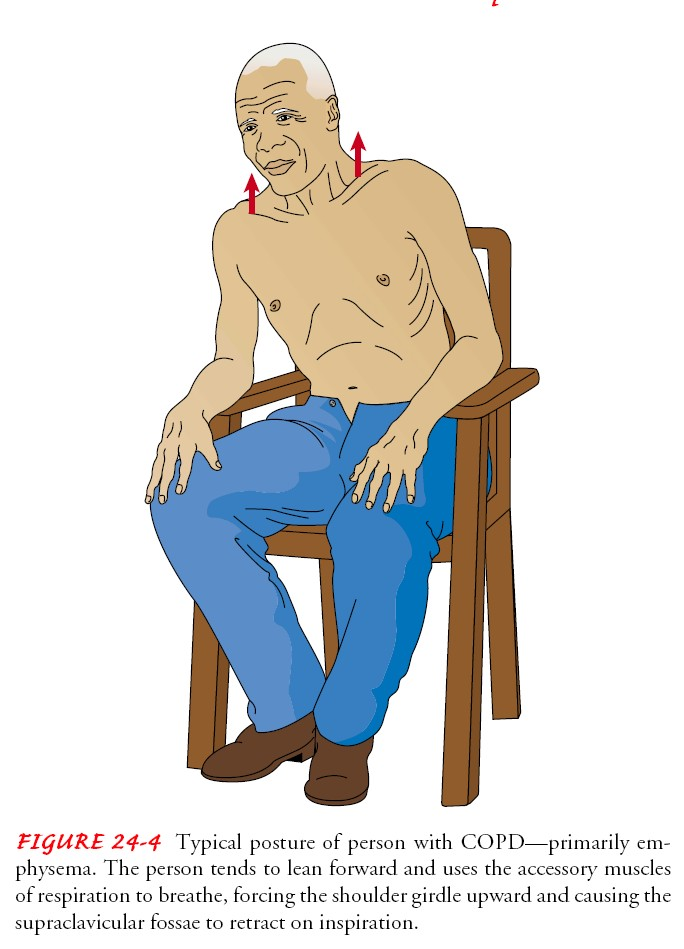 FIGURE 24-4 Typical posture of person with COPD—primarily em-
physema. The person tends to lean forward and uses the accessory muscles
of respiration to breathe, forcing the shoulder girdle upward and causing the
supraclavicular fossae to retract on inspiration.